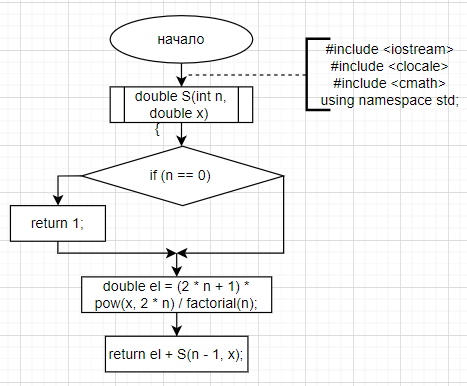 начало
#include <iostream>
#include <clocale>
#include <cmath>
using namespace std;
double S(int n,
double x)
{
if (n == 0)
return 1;
double el = (2 * n + 1) *
pow(x, 2 * n) / factorial(n);
return el + S(n - 1, x);